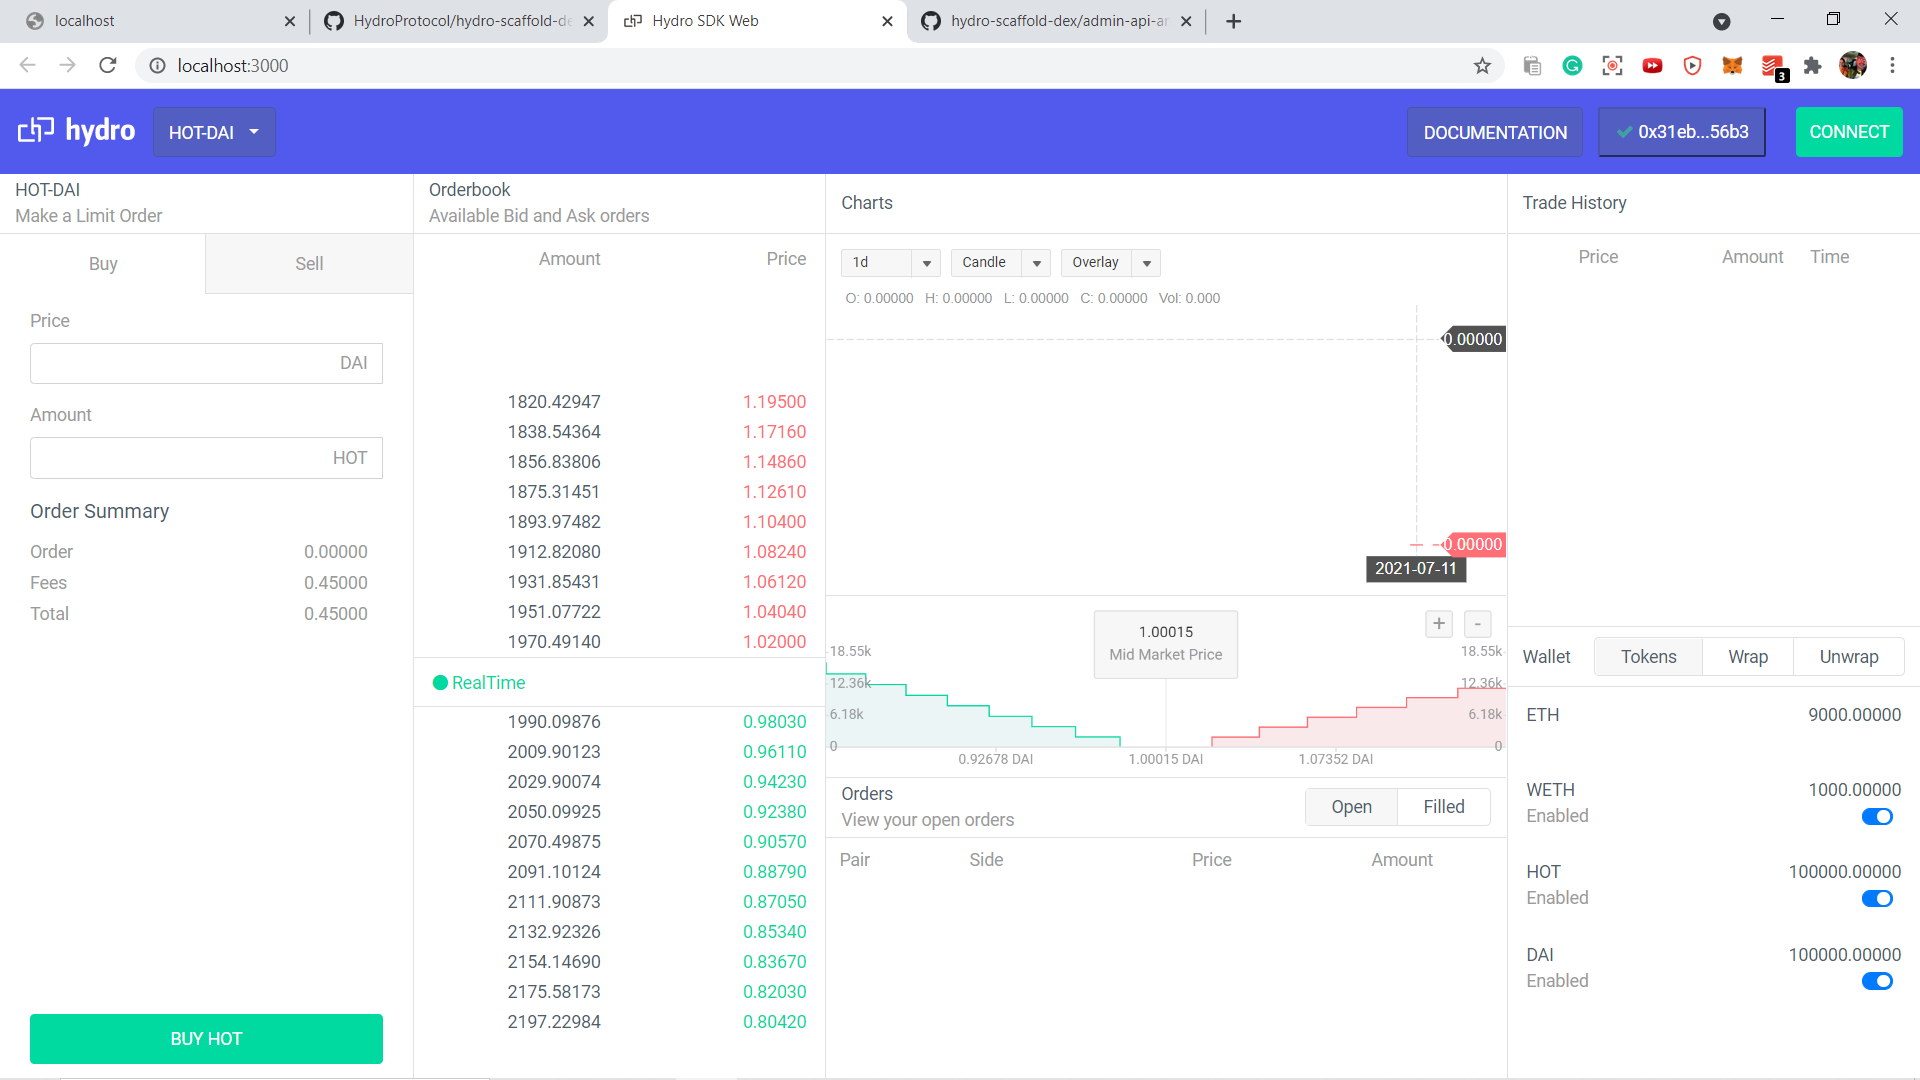 localhost
HydroProtocol/hydro-scaffold-de
Hydro SDK Web
hydro-scaffold-dex/admin-api-an
localhost:3000
3
hydro
HOT-DAI
DOCUMENTATION
0x31eb...56b3
CONNECT
HOT-DAI
Make a Limit Order
Buy
Sell
Price
DAI
Amount
HOT
Order Summary
Order 0.00000
Fees 0.45000
Total 0.45000
BUY HOT
Orderbook
Available Bid and Ask orders
Amount Price
1820.42947 1.19500
1838.54364 1.17160
1856.83806 1.14860
1875.31451 1.12610
1893.97482 1.10400
1912.82080 1.08240
1931.85431 1.06120
1951.07722 1.04040
1970.49140 1.02000
RealTime
1990.09876 0.98030
2009.90123 0.96110
2029.90074 0.94230
2050.09925 0.92380
2070.49875 0.90570
2091.10124 0.88790
2111.90873 0.87050
2132.92326 0.85340
2154.14690 0.83670
2175.58173 0.82030
2197.22984 0.80420
Charts
1d
Candle
Overlay
O: 0.00000 H: 0.00000 L: 0.00000 C: 0.00000 Vol: 0.000
0.00000
0.00000
2021-07-11
1.00015
Mid Market Price
+
-
18.55k 18.55k
12.36k 12.36k
6.18k 6.18k
0 0
0.92678 DAI 1.00015 DAI 1.07352 DAI
Orders
View your open orders
Open
Filled
Pair Side Price Amount
Trade History
Price Amount Time
Wallet
Tokens
Wrap
Unwrap
ETH 9000.00000
WETH 1000.00000
Enabled
HOT 100000.00000
Enabled
DAI 100000.00000
Enabled